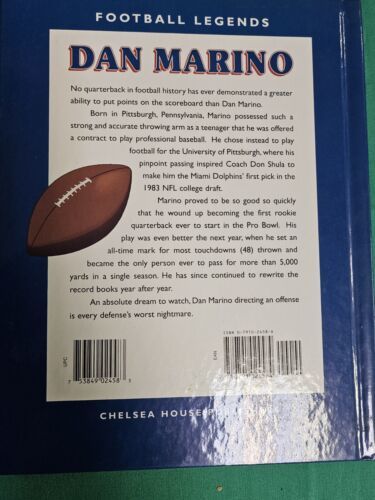 FOOTBALL LEGENDS
DAN MARINO
No quarterback in football history has ever demonstrated a greater
ability to put points on the scoreboard than Dan Marino.
Born in Pittsburgh, Pennsylvania, Marino possessed such a
strong and accurate throwing arm as a teenager that he was offered
a contract to play professional baseball. He chose instead to play
football for the University of Pittsburgh, where his
pinpoint passing inspired Coach Don Shula to
make him the Miami Dolphins' first pick in the
1983 NFL college draft.
Marino proved to be so good so quickly
that he wound up becoming the first rookie
quarterback ever to start in the Pro Bowl. His
play was even better the next year, when he set an
all-time mark for most touchdowns (48) thrown and
became the only person ever to pass for more than 5,000
yards in a single season. He has since continued to rewrite the
record books year after year.
An absolute dream to watch, Dan Marino directing an offense
is every defense's worst nightmare.
ISBN 0-7910-2458-X
UPC
EAN
7 53849 02458 3
CHELSEA HOUSE